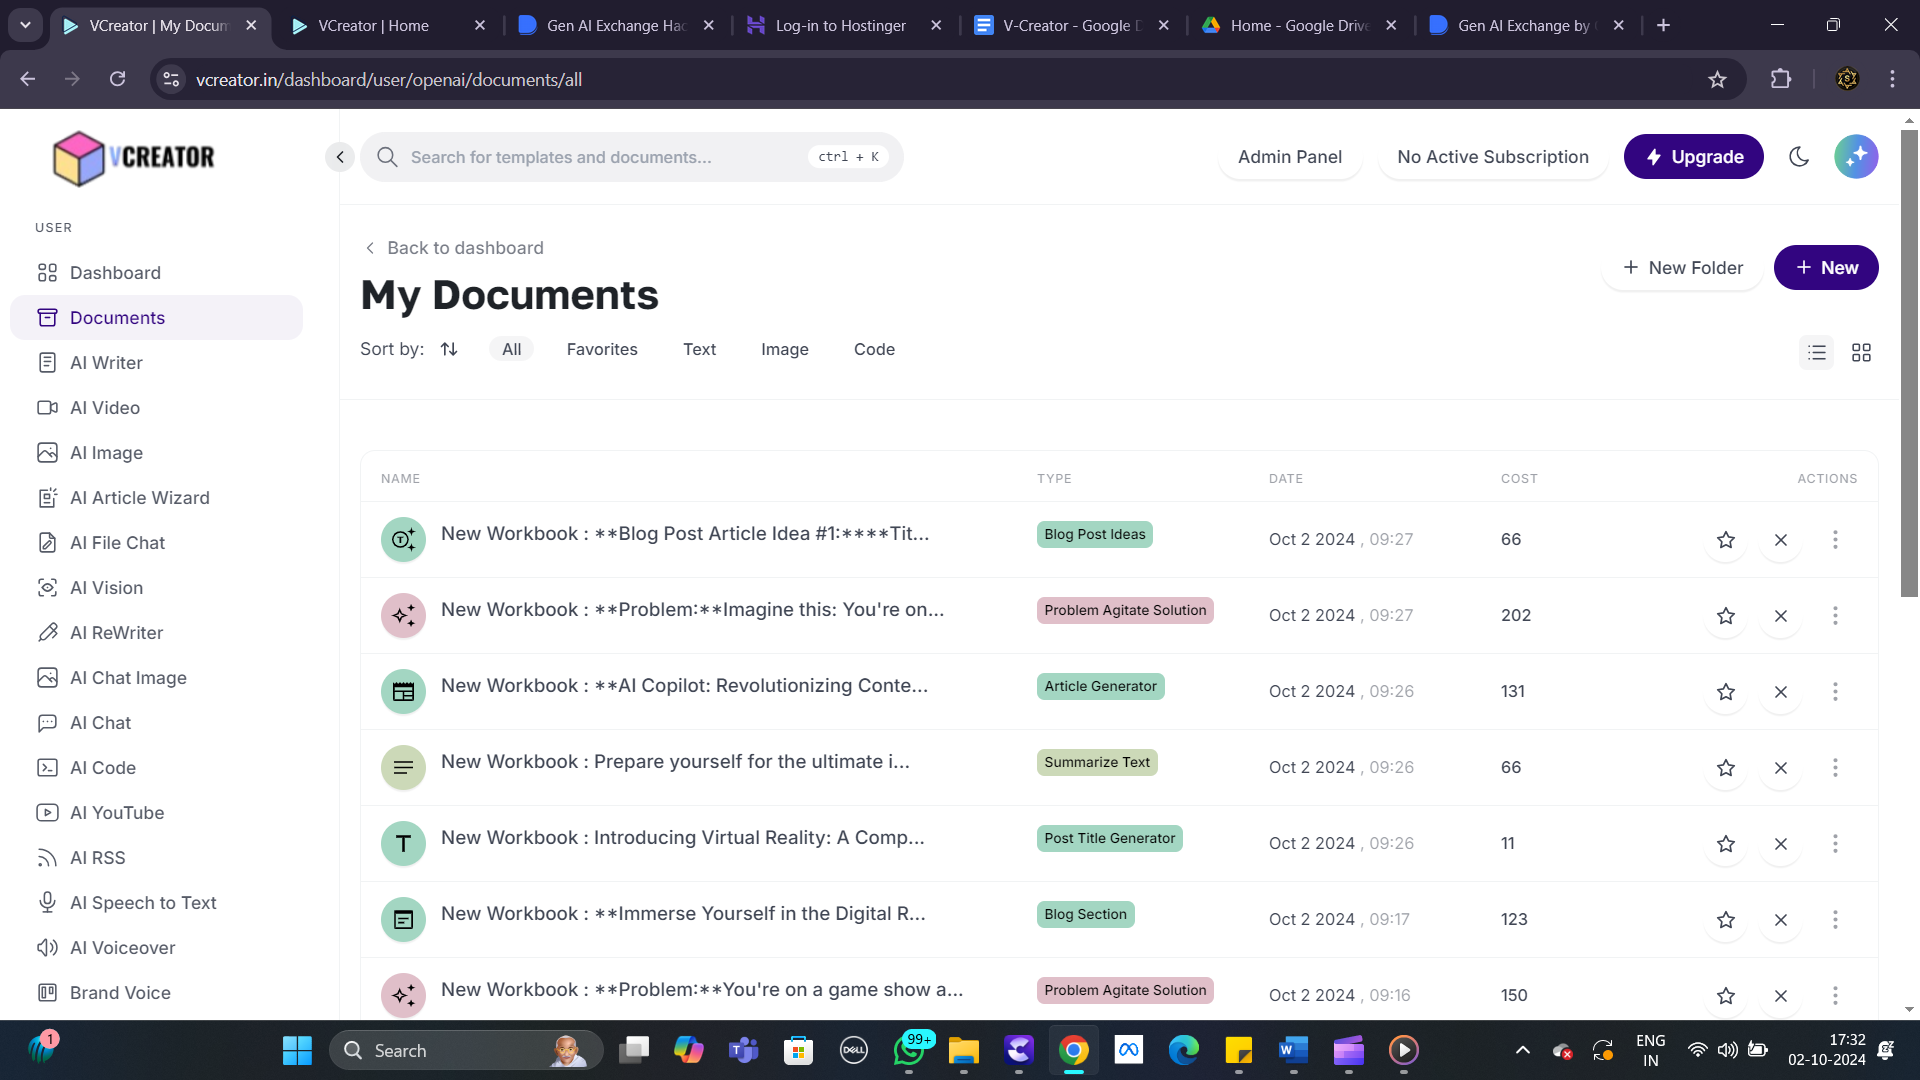 VCreator | My Docum
VCreator | Home
Gen AI Exchange Hac
Log-in to Hostinger
V-Creator - Google D
Home - Google Drive
Gen AI Exchange by
vcreator.in/dashboard/user/openai/documents/all
VCREATOR
Search for templates and documents...
ctrl + K
Admin Panel
No Active Subscription
Upgrade
USER
Dashboard
Documents
AI Writer
AI Video
AI Image
AI Article Wizard
AI File Chat
AI Vision
AI ReWriter
AI Chat Image
AI Chat
AI Code
AI YouTube
AI RSS
AI Speech to Text
AI Voiceover
Brand Voice
Back to dashboard
My Documents
New Folder
New
Sort by:
All
Favorites
Text
Image
Code
NAME TYPE DATE COST ACTIONS
New Workbook : **Blog Post Article Idea #1:****Tit... Blog Post Ideas Oct 2 2024 , 09:27 66
New Workbook : **Problem:**Imagine this: You're on... Problem Agitate Solution Oct 2 2024 , 09:27 202
New Workbook : **AI Copilot: Revolutionizing Conte... Article Generator Oct 2 2024 , 09:26 131
New Workbook : Prepare yourself for the ultimate i... Summarize Text Oct 2 2024 , 09:26 66
T New Workbook : Introducing Virtual Reality: A Comp... Post Title Generator Oct 2 2024 , 09:26 11
New Workbook : **Immerse Yourself in the Digital R... Blog Section Oct 2 2024 , 09:17 123
New Workbook : **Problem:**You're on a game show a... Problem Agitate Solution Oct 2 2024 , 09:16 150
1
Search
DELL
99+
ENG
IN
17:32
02-10-2024